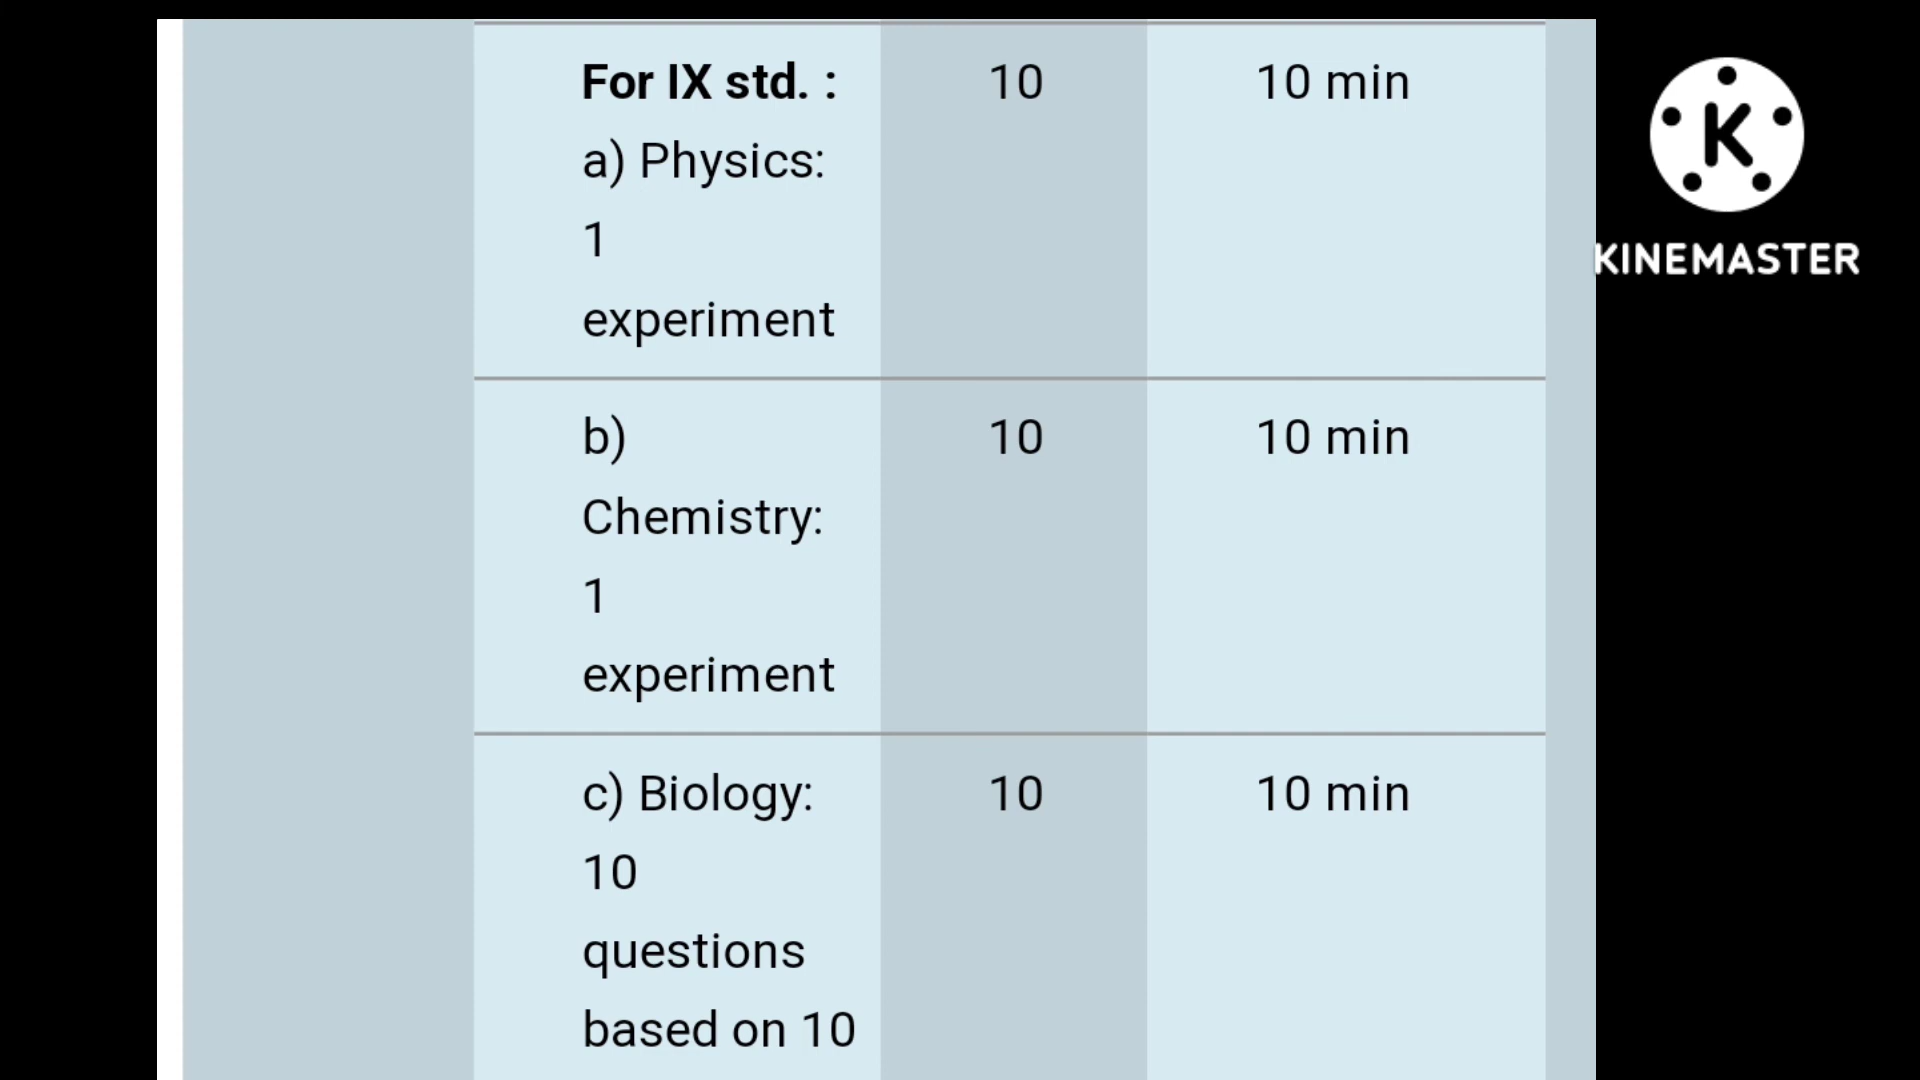 For IX std. : 10 10 min
a) Physics:
1
experiment
b) 10 10 min
Chemistry:
1
experiment
c) Biology: 10 10 min
10
questions
based on 10
K
KINEMASTER